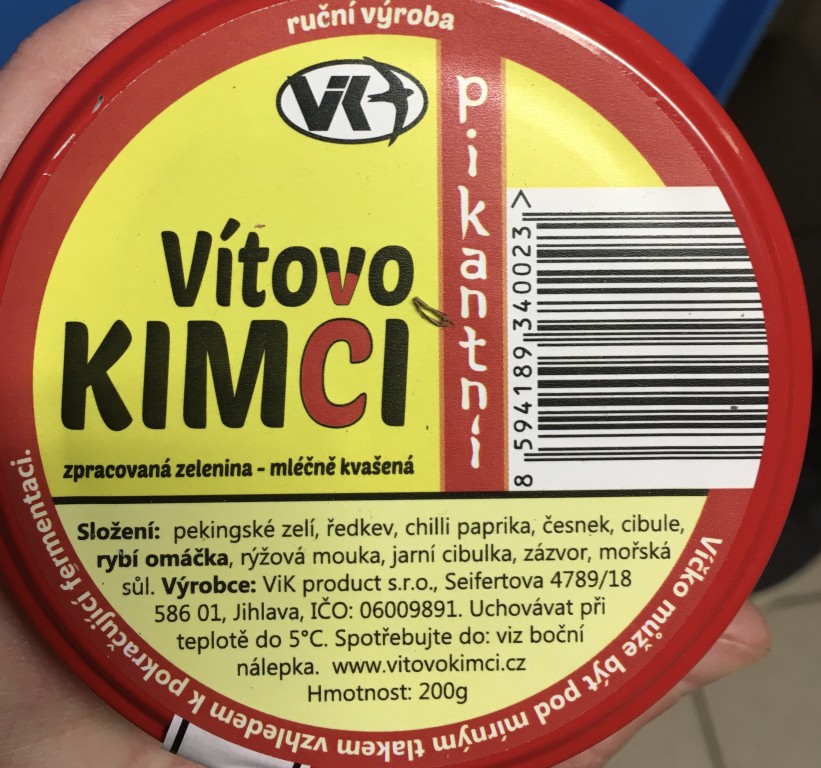 ruční výroba
ViK
pikantní
Vítovo
KIMCI
zpracovaná zelenina - mléčně kvašená
8 594189 340023 >
Složení: pekingské zelí, ředkev, chilli paprika, česnek, cibule,
rybí omáčka, rýžová mouka, jarní cibulka, zázvor, mořská
sůl. Výrobce: ViK product s.r.o., Seifertova 4789/18
586 01, Jihlava, IČO: 06009891. Uchovávat při
teplotě do 5°C. Spotřebujte do: viz boční
nálepka. www.vitovokimci.cz
Hmotnost: 200g
Víčko může být pod mírným tlakem vzhledem k pokračující fermentaci.